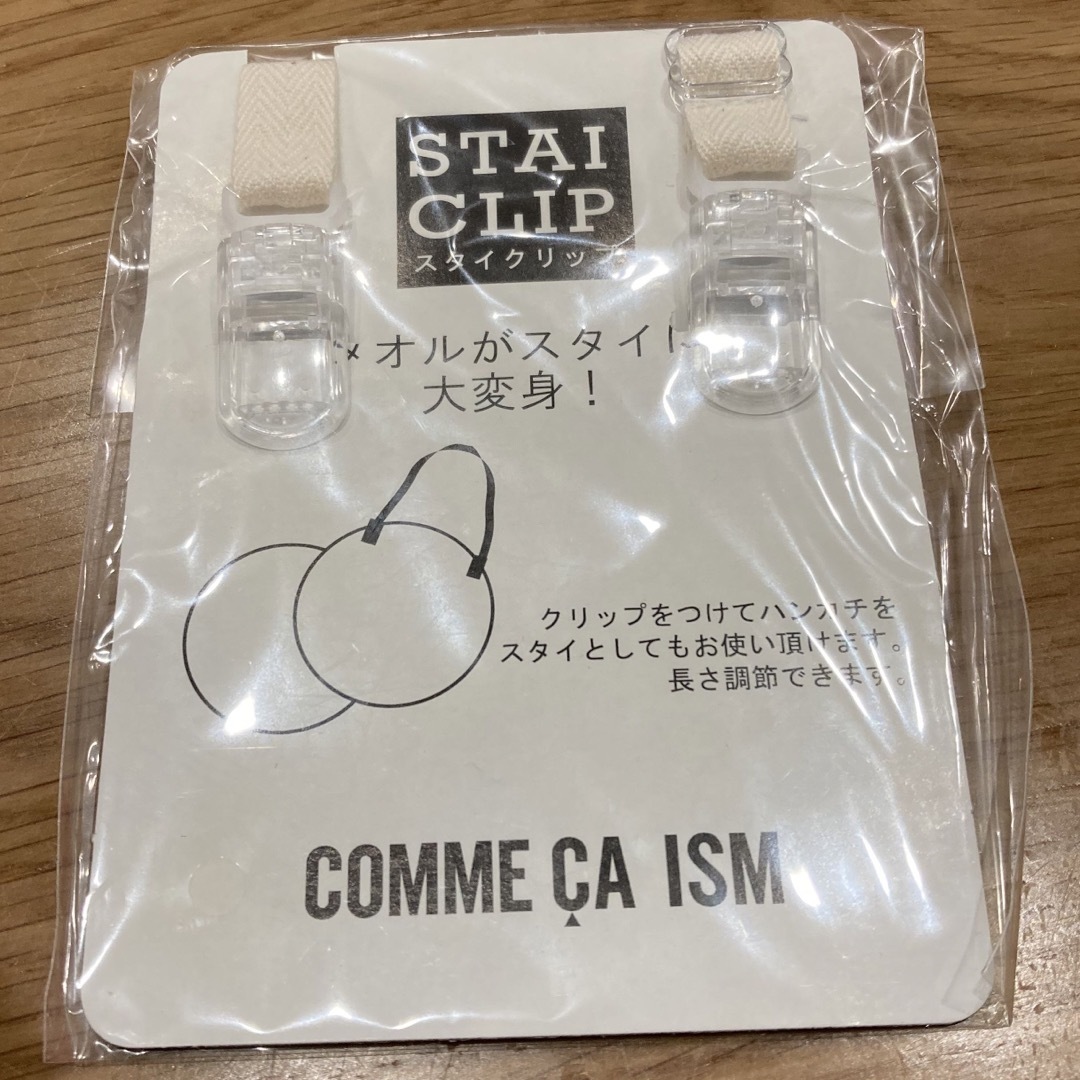 STAI
CLIP
スタイクリップ
オルがスタイに
大変身！
クリップをつけてハンカチを
スタイとしてもお使い頂けます。
長さ調節できます。
COMME ÇA ISM